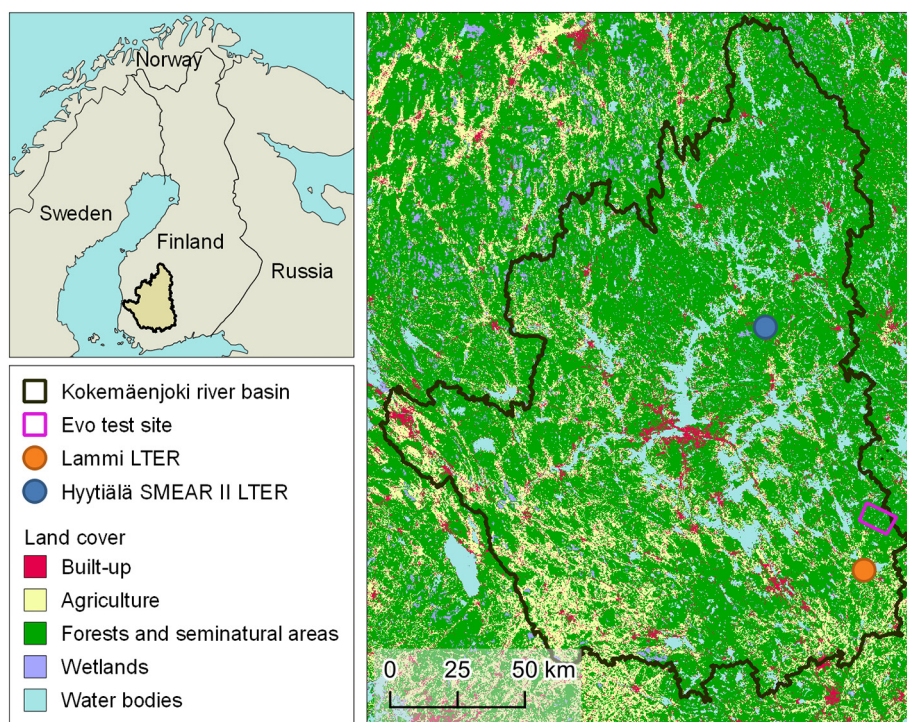 Norway
Sweden
Finland
Russia
Kokemäenjoki river basin
Evo test site
Lammi LTER
Hyytiälä SMEAR II LTER
Land cover
Built-up
Agriculture
Forests and seminatural areas
Wetlands
Water bodies
0 25 50 km